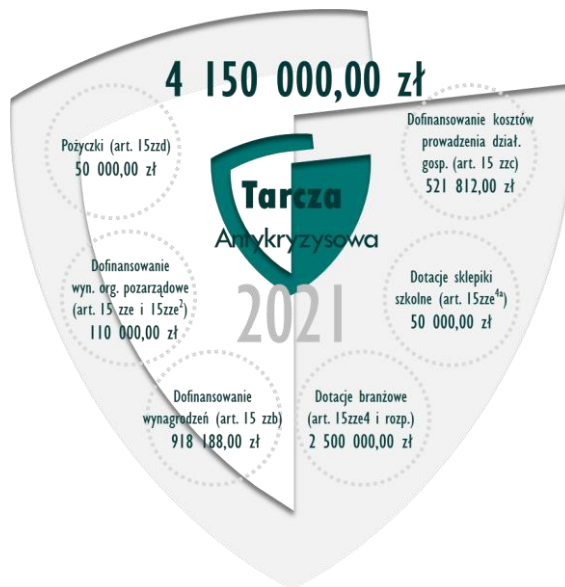 4 150 000,00 zł
Pożyczki (art. 15zzd)
50 000,00 zł
Dofinansowanie kosztów
prowadzenia dział.
gosp. (art. 15 zzc)
521 812,00 zł
Tarcza
Antykryzysowa
2021
Dofinansowanie
wyn. org. pozarządowe
(art. 15 zze i 15zze²)
110 000,00 zł
Dotacje sklepiki
szkolne (art. 15zze⁴ᵃ)
50 000,00 zł
Dofinansowanie
wynagrodzeń (art. 15 zzb)
918 188,00 zł
Dotacje branżowe
(art. 15zze4 i rozp.)
2 500 000,00 zł